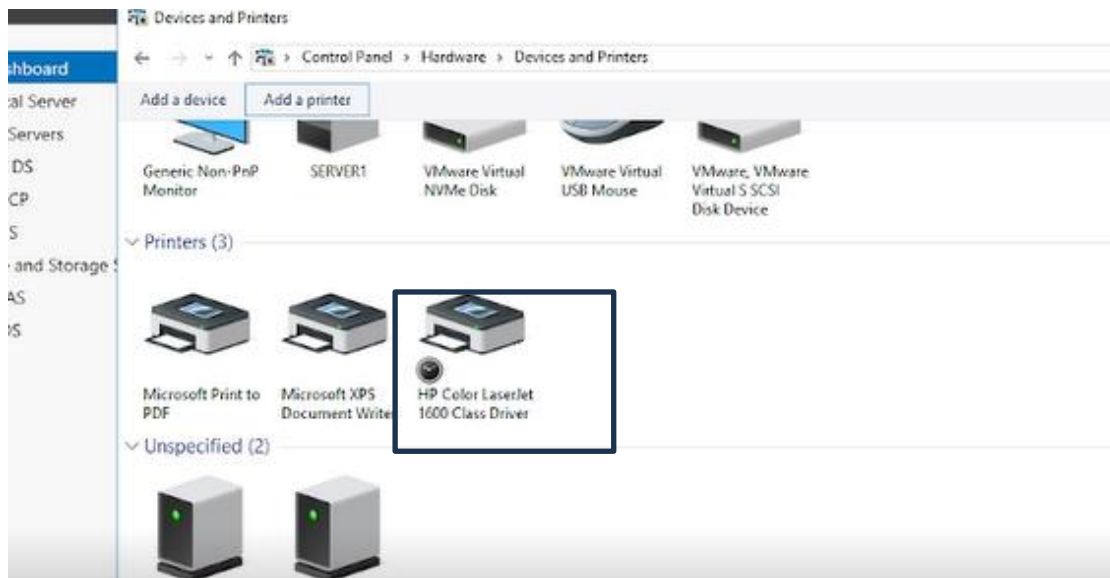 Devices and Printers
Control Panel > Hardware > Devices and Printers
shboard
al Server
Servers
DS
CP
S
and Storage S
AS
Add a device Add a printer
Generic Non-PnP
Monitor
SERVER1
VMware Virtual
NVMe Disk
VMware Virtual
USB Mouse
VMware, VMware
Virtual S SCSI
Disk Device
Printers (3)
Microsoft Print to
PDF
Microsoft XPS
Document Write
HP Color LaserJet
1600 Class Driver
Unspecified (2)